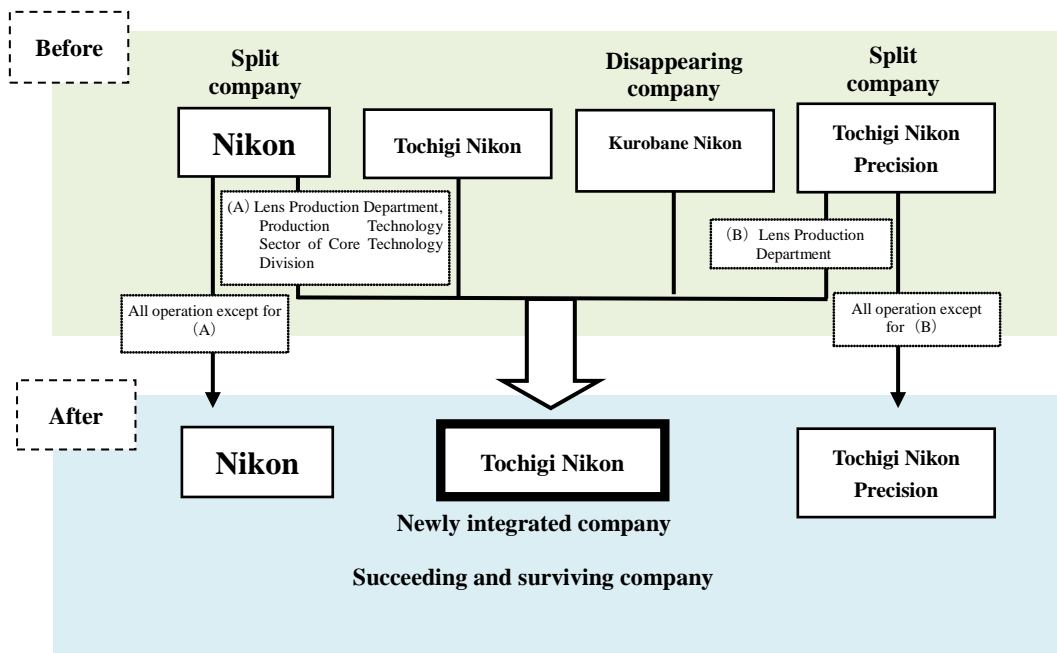 Before
Split
company
Disappearing
company
Split
company
Nikon
Tochigi Nikon
Kurobane Nikon
Tochigi Nikon
Precision
(A) Lens Production Department,
Production Technology
Sector of Core Technology
Division
(B) Lens Production
Department
All operation except for
(A)
All operation except
for (B)
After
Nikon
Tochigi Nikon
Tochigi Nikon
Precision
Newly integrated company
Succeeding and surviving company